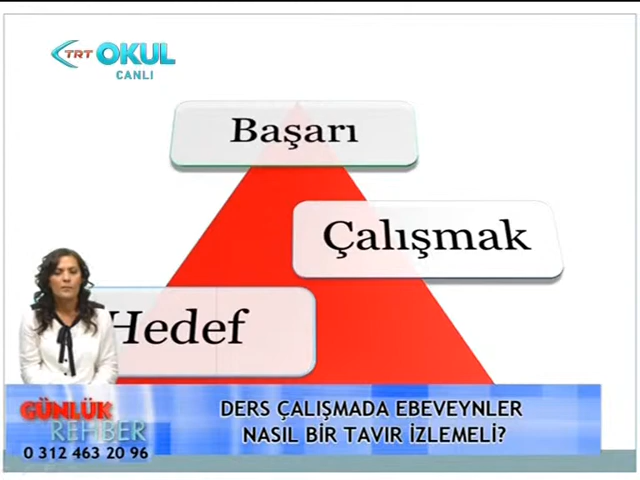 TRT OKUL
CANLI
Başarı
Çalışmak
Hedef
GÜNLÜK
REHBER
0 312 463 20 96
DERS ÇALIŞMADA EBEVEYNLER
NASIL BİR TAVIR İZLEMELİ?